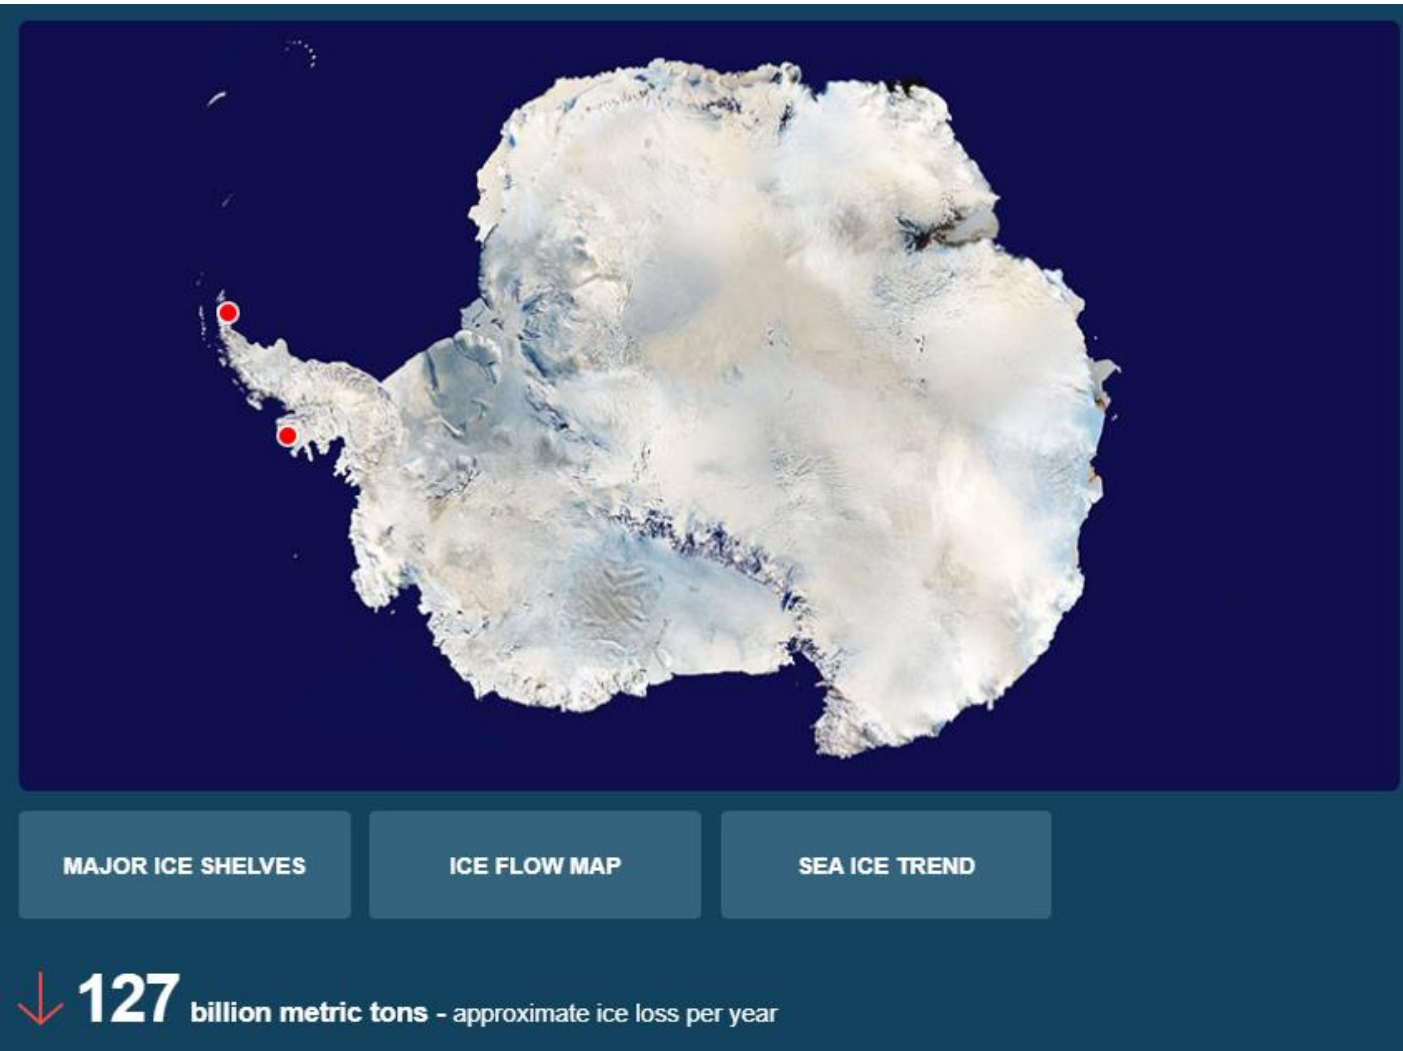 MAJOR ICE SHELVES
ICE FLOW MAP
SEA ICE TREND
127 billion metric tons - approximate ice loss per year